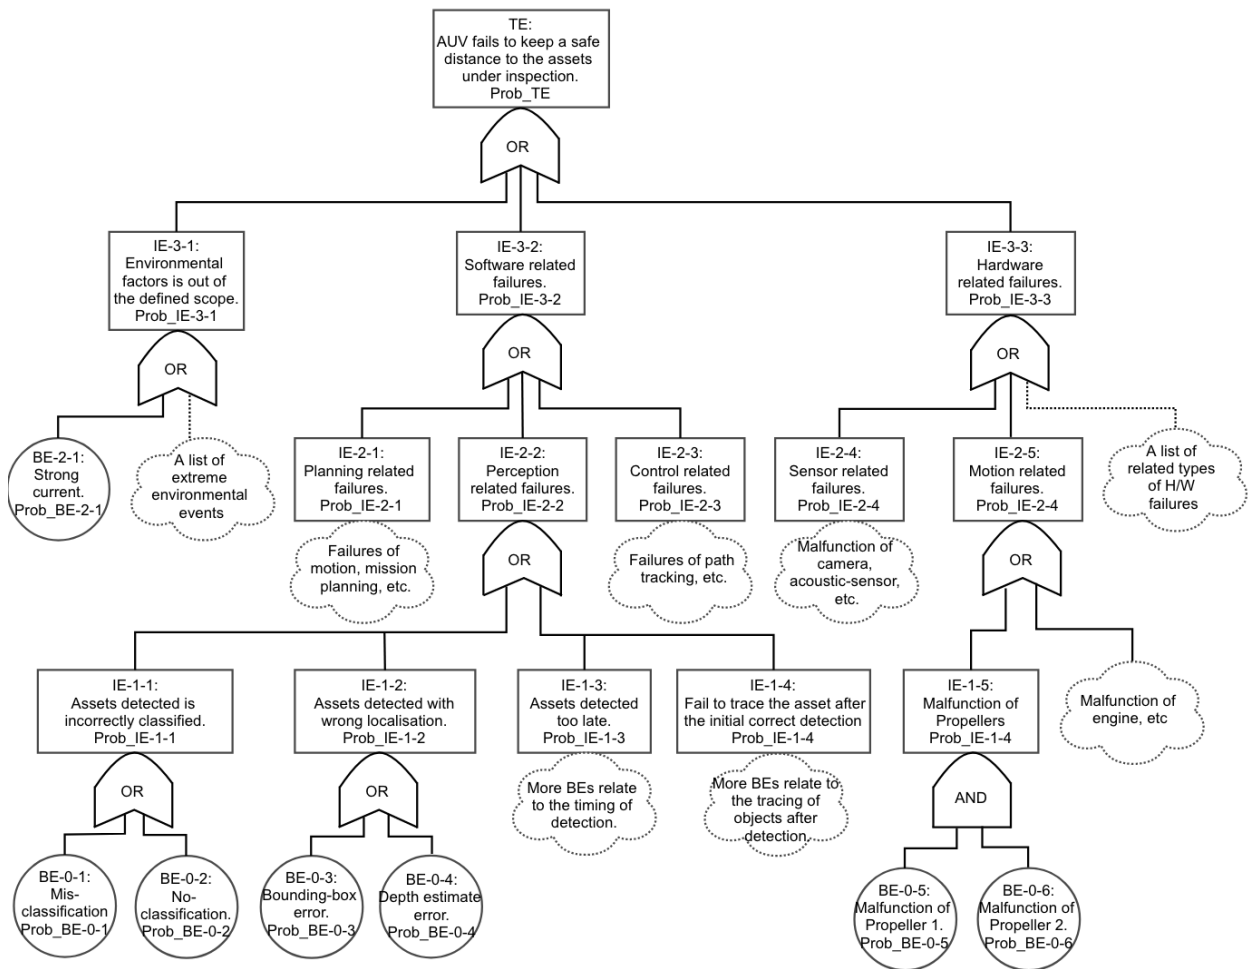 TE:
AUV fails to keep a safe
distance to the assets
under inspection.
Prob_TE
OR
IE-3-1:
Environmental
factors is out of
the defined scope.
Prob_IE-3-1
IE-3-2:
Software related
failures.
Prob_IE-3-2
IE-3-3:
Hardware
related failures.
Prob_IE-3-3
OR
OR
OR
BE-2-1:
Strong
current.
Prob_BE-2-1
A list of
extreme
environmental
events
IE-2-1:
Planning related
failures.
Prob_IE-2-1
IE-2-2:
Perception
related failures.
Prob_IE-2-2
IE-2-3:
Control related
failures.
Prob_IE-2-3
IE-2-4:
Sensor related
failures.
Prob_IE-2-4
IE-2-5:
Motion related
failures.
Prob_IE-2-4
A list of
related types
of H/W
failures
Failures of
motion, mission
planning, etc.
OR
Failures of path
tracking, etc.
Malfunction of
camera,
acoustic-sensor,
etc.
OR
IE-1-1:
Assets detected
is incorrectly classified.
Prob_IE-1-1
IE-1-2:
Assets detected with
wrong localisation.
Prob_IE-1-2
IE-1-3:
Assets detected
too late.
Prob_IE-1-3
IE-1-4:
Fail to trace the asset after
the initial correct detection
Prob_IE-1-4
IE-1-5:
Malfunction of
Propellers
Prob_IE-1-4
Malfunction of
engine, etc
OR
OR
More BEs relate
to the timing of
detection.
More BEs relate to
the tracing of
objects after
detection.
AND
BE-0-1:
Mis-
classification
Prob_BE-0-1
BE-0-2:
No-
classification.
Prob_BE-0-2
BE-0-3:
Bounding-box
error.
Prob_BE-0-3
BE-0-4:
Depth estimate
error.
Prob_BE-0-4
BE-0-5:
Malfunction of
Propeller 1.
Prob_BE-0-5
BE-0-6:
Malfunction of
Propeller 2.
Prob_BE-0-6